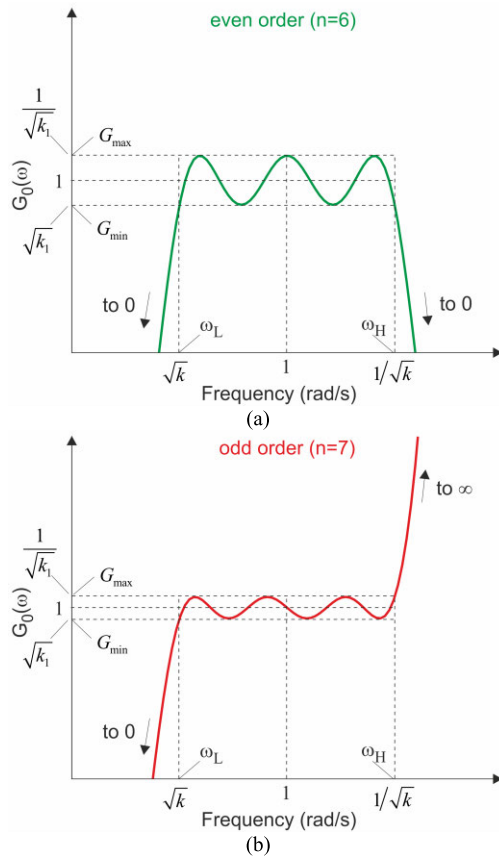 even order (n=6)
1/√k₁
G_max
G₀(ω)
1
√k₁
G_min
to 0
to 0
ω_L
ω_H
√k
1
1/√k
Frequency (rad/s)
(a)
odd order (n=7)
to ∞
1/√k₁
G_max
G₀(ω)
1
√k₁
G_min
to 0
ω_L
ω_H
√k
1
1/√k
Frequency (rad/s)
(b)